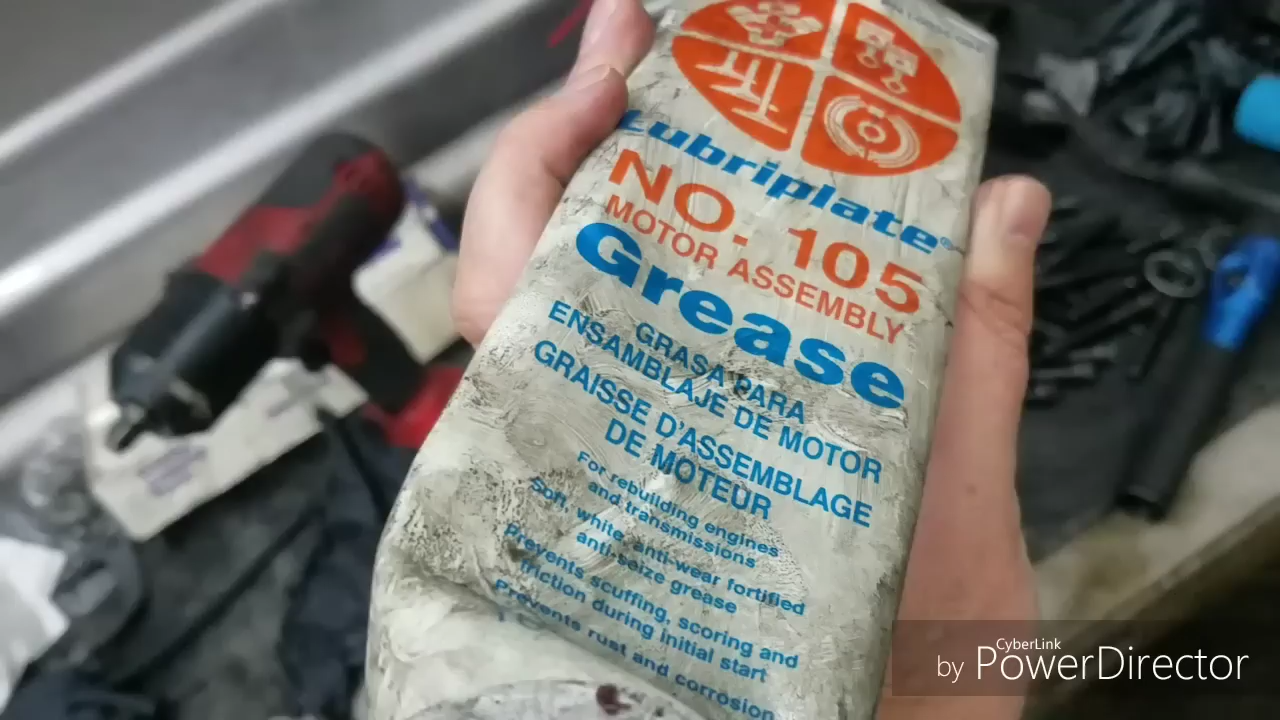 Lubriplate®
NO. 105
MOTOR ASSEMBLY
Grease
GRASA PARA
ENSAMBLAJE DE MOTOR
GRAISSE D'ASSEMBLAGE
DE MOTEUR
For rebuilding engines
and transmissions
Soft, white, anti-wear fortified
anti-seize grease
Prevents scuffing, scoring and
friction during initial start
Prevents rust and corrosion
CyberLink
by PowerDirector